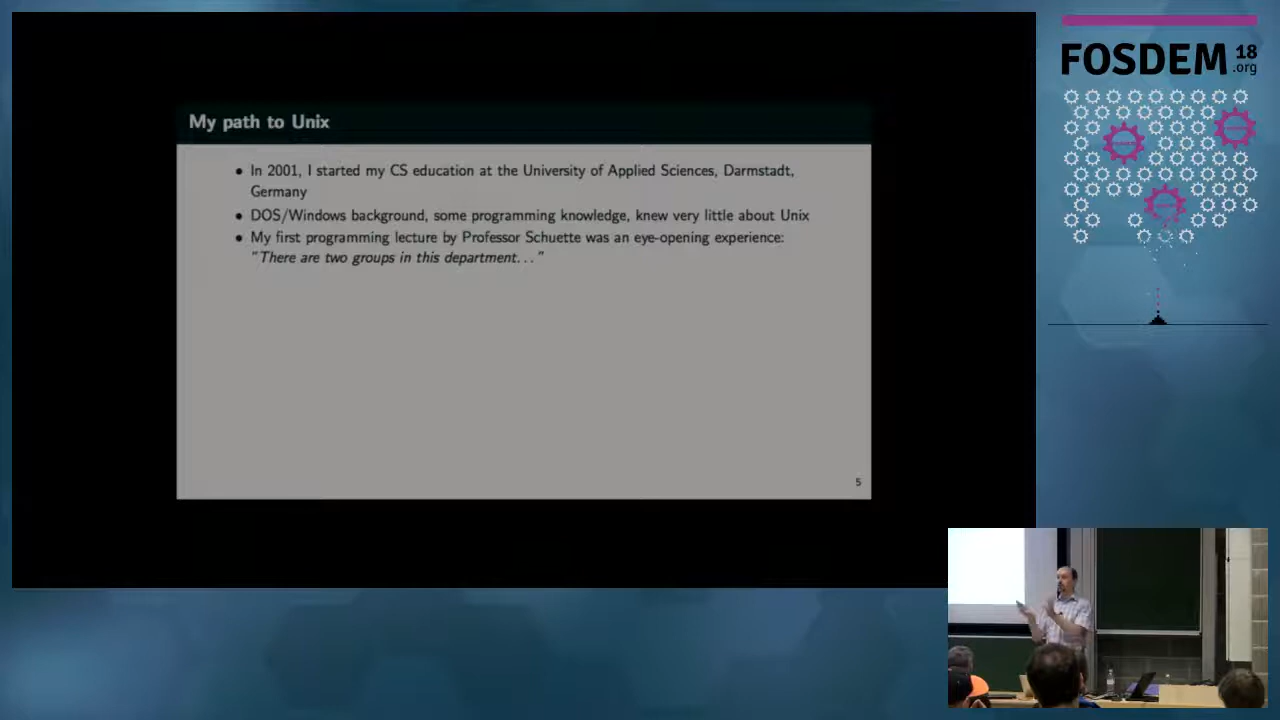 My path to Unix
• In 2001, I started my CS education at the University of Applied Sciences, Darmstadt,
Germany
• DOS/Windows background, some programming knowledge, knew very little about Unix
• My first programming lecture by Professor Schuette was an eye-opening experience:
"There are two groups in this department. . . "
5
FOSDEM 18
.org